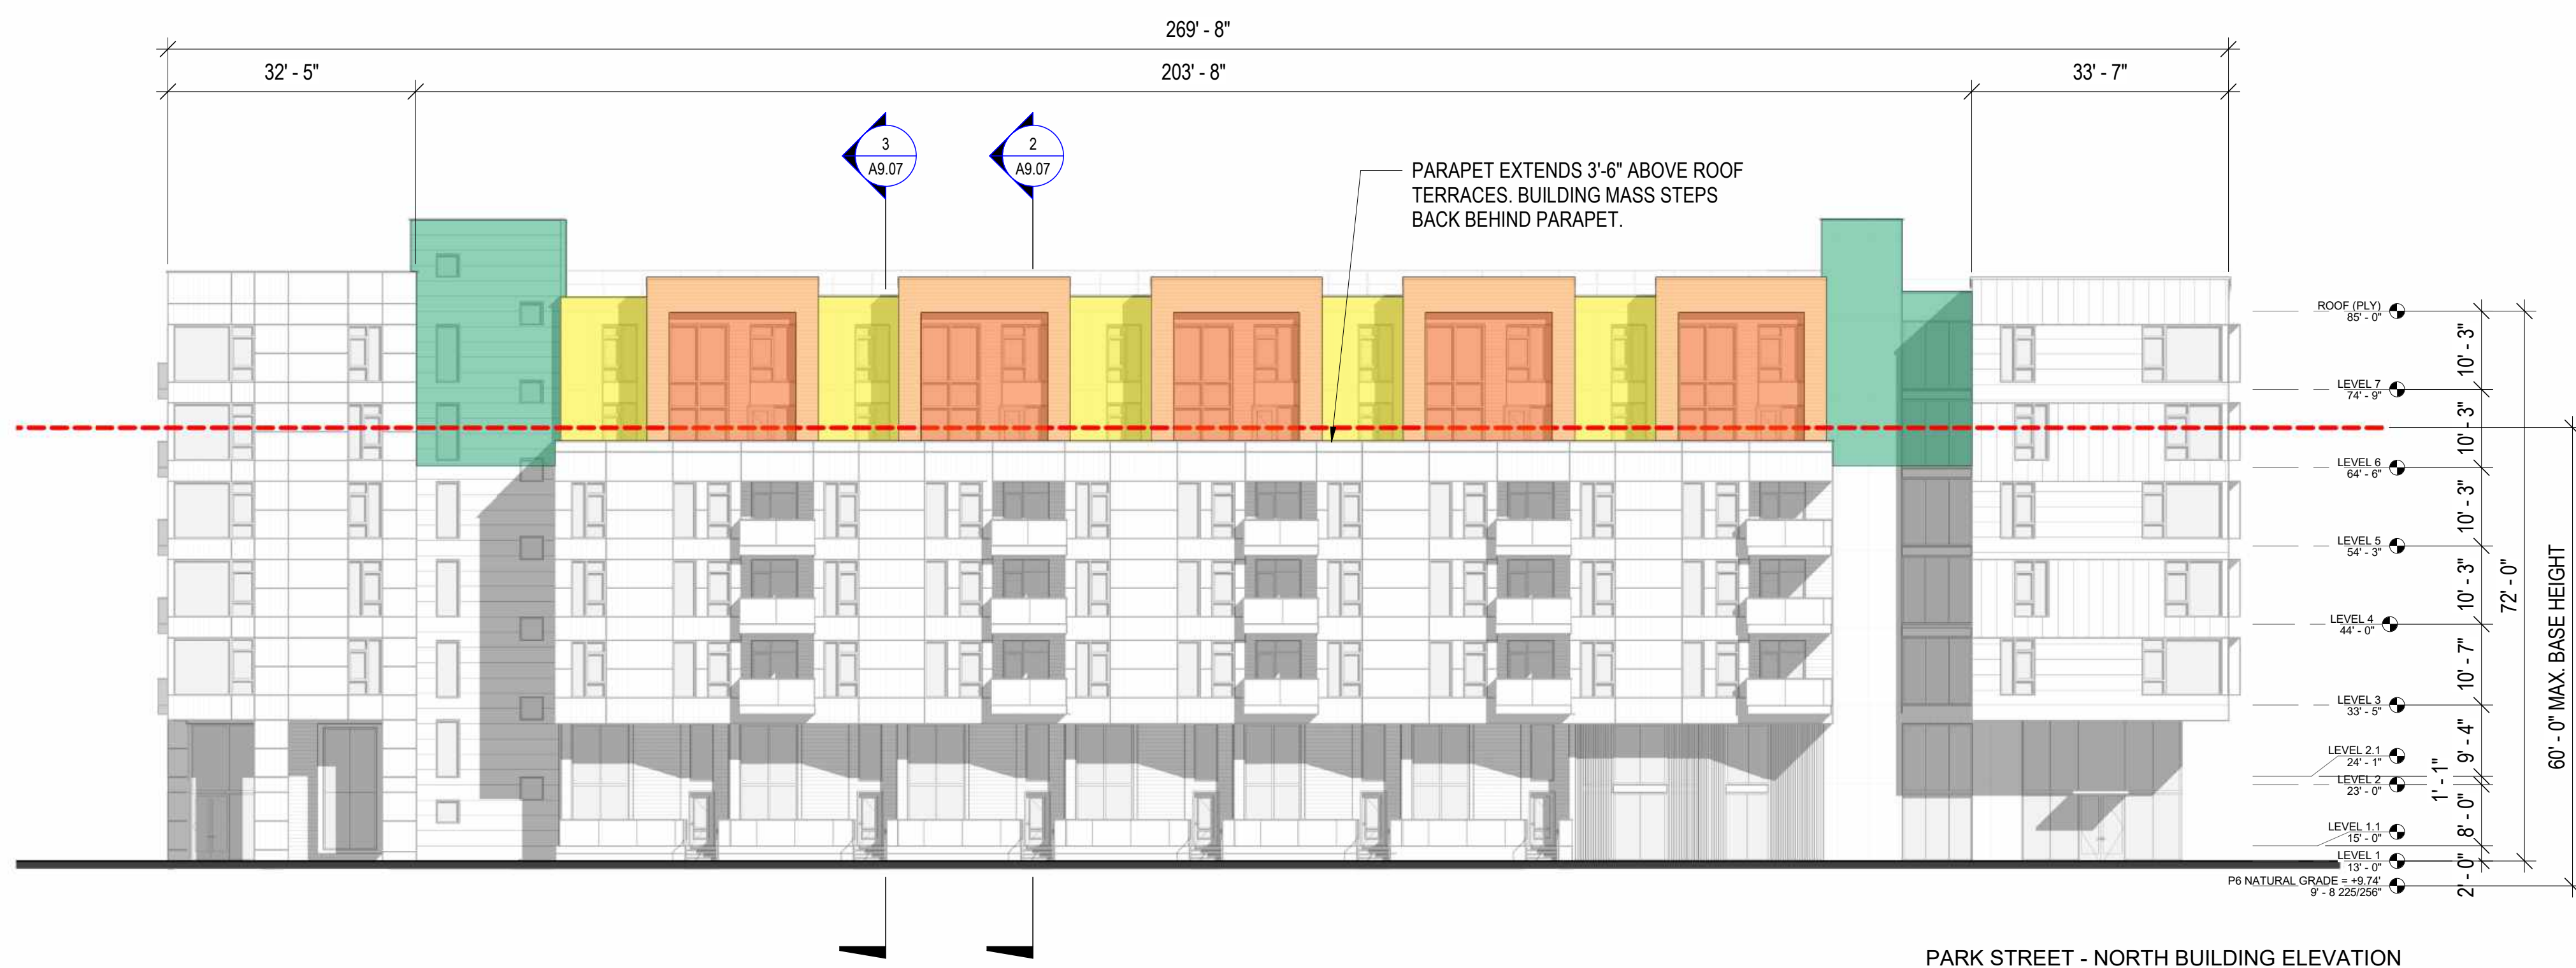 269' - 8"
32' - 5"
203' - 8"
33' - 7"
3
A9.07
2
A9.07
PARAPET EXTENDS 3'-6" ABOVE ROOF
TERRACES. BUILDING MASS STEPS
BACK BEHIND PARAPET.
ROOF (PLY)
85' - 0"
LEVEL 7
74' - 9"
LEVEL 6
64' - 6"
LEVEL 5
54' - 3"
LEVEL 4
44' - 0"
LEVEL 3
33' - 5"
LEVEL 2.1
24' - 1"
LEVEL 2
23' - 0"
LEVEL 1.1
15' - 0"
LEVEL 1
13' - 0"
P6 NATURAL GRADE = +9.74'
9' - 8 225/256"
10' - 3"
10' - 3"
10' - 3"
10' - 3"
10' - 7"
9' - 4"
1' - 1"
8' - 0"
2' - 0"
72' - 0"
60' - 0" MAX. BASE HEIGHT
PARK STREET - NORTH BUILDING ELEVATION